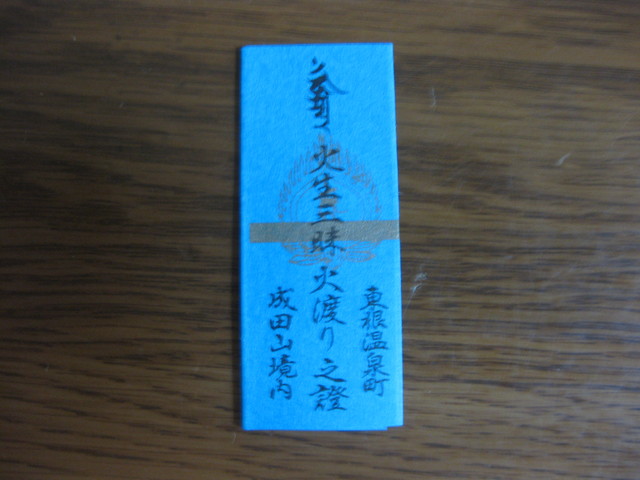 東根温泉町
火生三昧火渡り之證
成田山境内